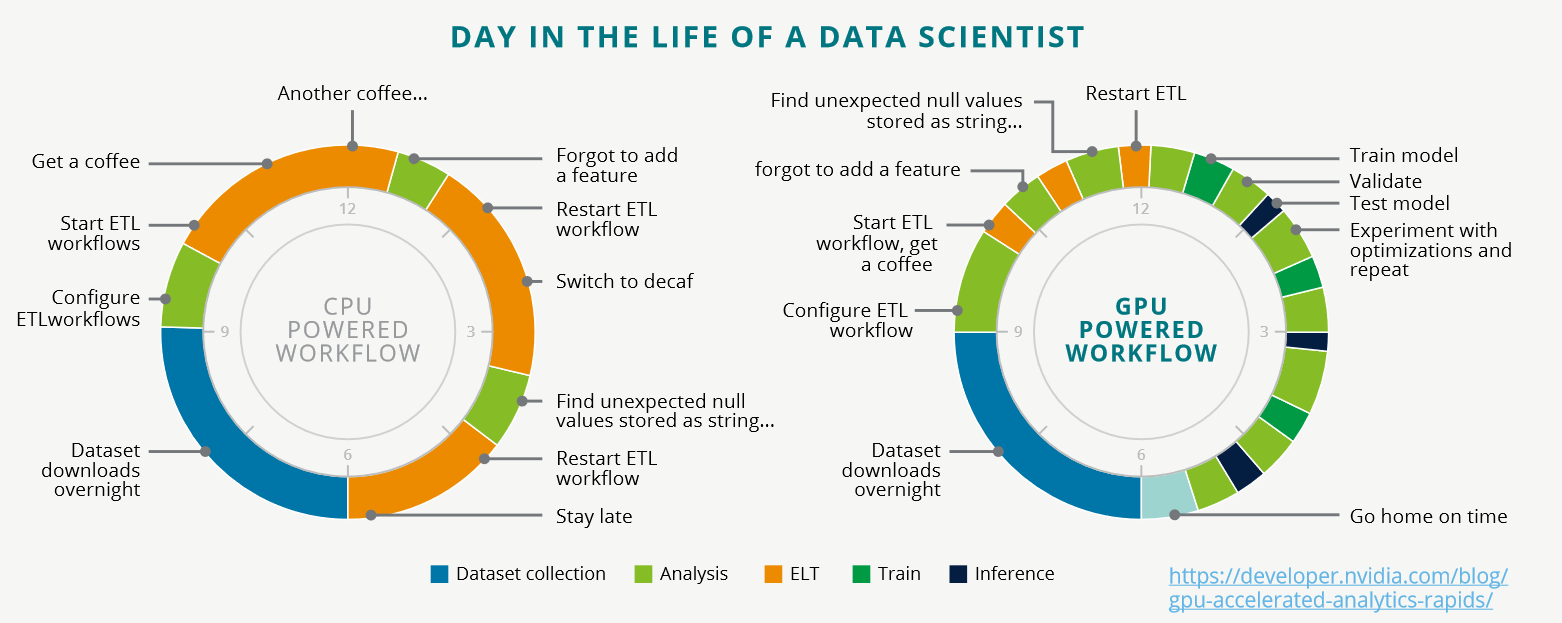 DAY IN THE LIFE OF A DATA SCIENTIST
Another coffee...
Get a coffee
Start ETL
workflows
Configure
ETLworkflows
Dataset
downloads
overnight
Forgot to add
a feature
Restart ETL
workflow
Switch to decaf
Find unexpected null
values stored as string...
Restart ETL
workflow
Stay late
12
3
6
9
CPU
POWERED
WORKFLOW
Find unexpected null values
stored as string...
Restart ETL
forgot to add a feature
Start ETL
workflow, get
a coffee
Configure ETL
workflow
Dataset
downloads
overnight
Train model
Validate
Test model
Experiment with
optimizations and
repeat
Go home on time
12
3
6
9
GPU
POWERED
WORKFLOW
Dataset collection
Analysis
ELT
Train
Inference
https://developer.nvidia.com/blog/
gpu-accelerated-analytics-rapids/